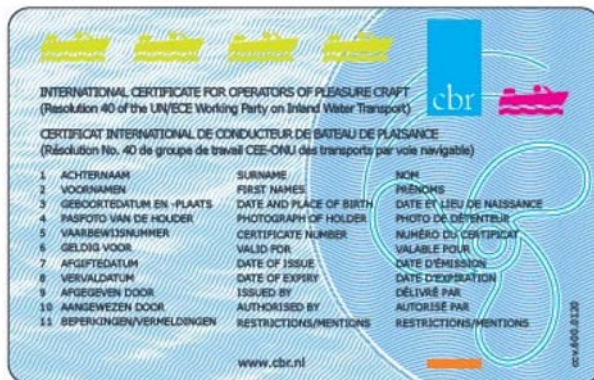 cbr
INTERNATIONAL CERTIFICATE FOR OPERATORS OF PLEASURE CRAFT
(Resolution 40 of the UN/ECE Working Party on Inland Water Transport)
CERTIFICAT INTERNATIONAL DE CONDUCTEUR DE BATEAU DE PLAISANCE
(Résolution No. 40 de groupe de travail CEE-ONU des transports par voie navigable)
1 ACHTERNAAM SURNAME NOM
2 VOORNAMEN FIRST NAMES PRÉNOMS
3 GEBOORTEDATUM EN -PLAATS DATE AND PLACE OF BIRTH DATE ET LIEU DE NAISSANCE
4 PASFOTO VAN DE HOUDER PHOTOGRAPH OF HOLDER PHOTO DE DÉTENTEUR
5 VAARBEWIJSNUMMER CERTIFICATE NUMBER NUMÉRO DU CERTIFICAT
6 GELDIG VOOR VALID FOR VALABLE POUR
7 AFGIFTEDATUM DATE OF ISSUE DATE D'ÉMISSION
8 VERVALDATUM DATE OF EXPIRY DATE D'EXPIRATION
9 AFGEGEVEN DOOR ISSUED BY DÉLIVRÉ PAR
10 AANGEWEZEN DOOR AUTHORISED BY AUTORISÉ PAR
11 BEPERKINGEN/VERMELDINGEN RESTRICTIONS/MENTIONS RESTRICTIONS/MENTIONS
www.cbr.nl
ccv.600.0120